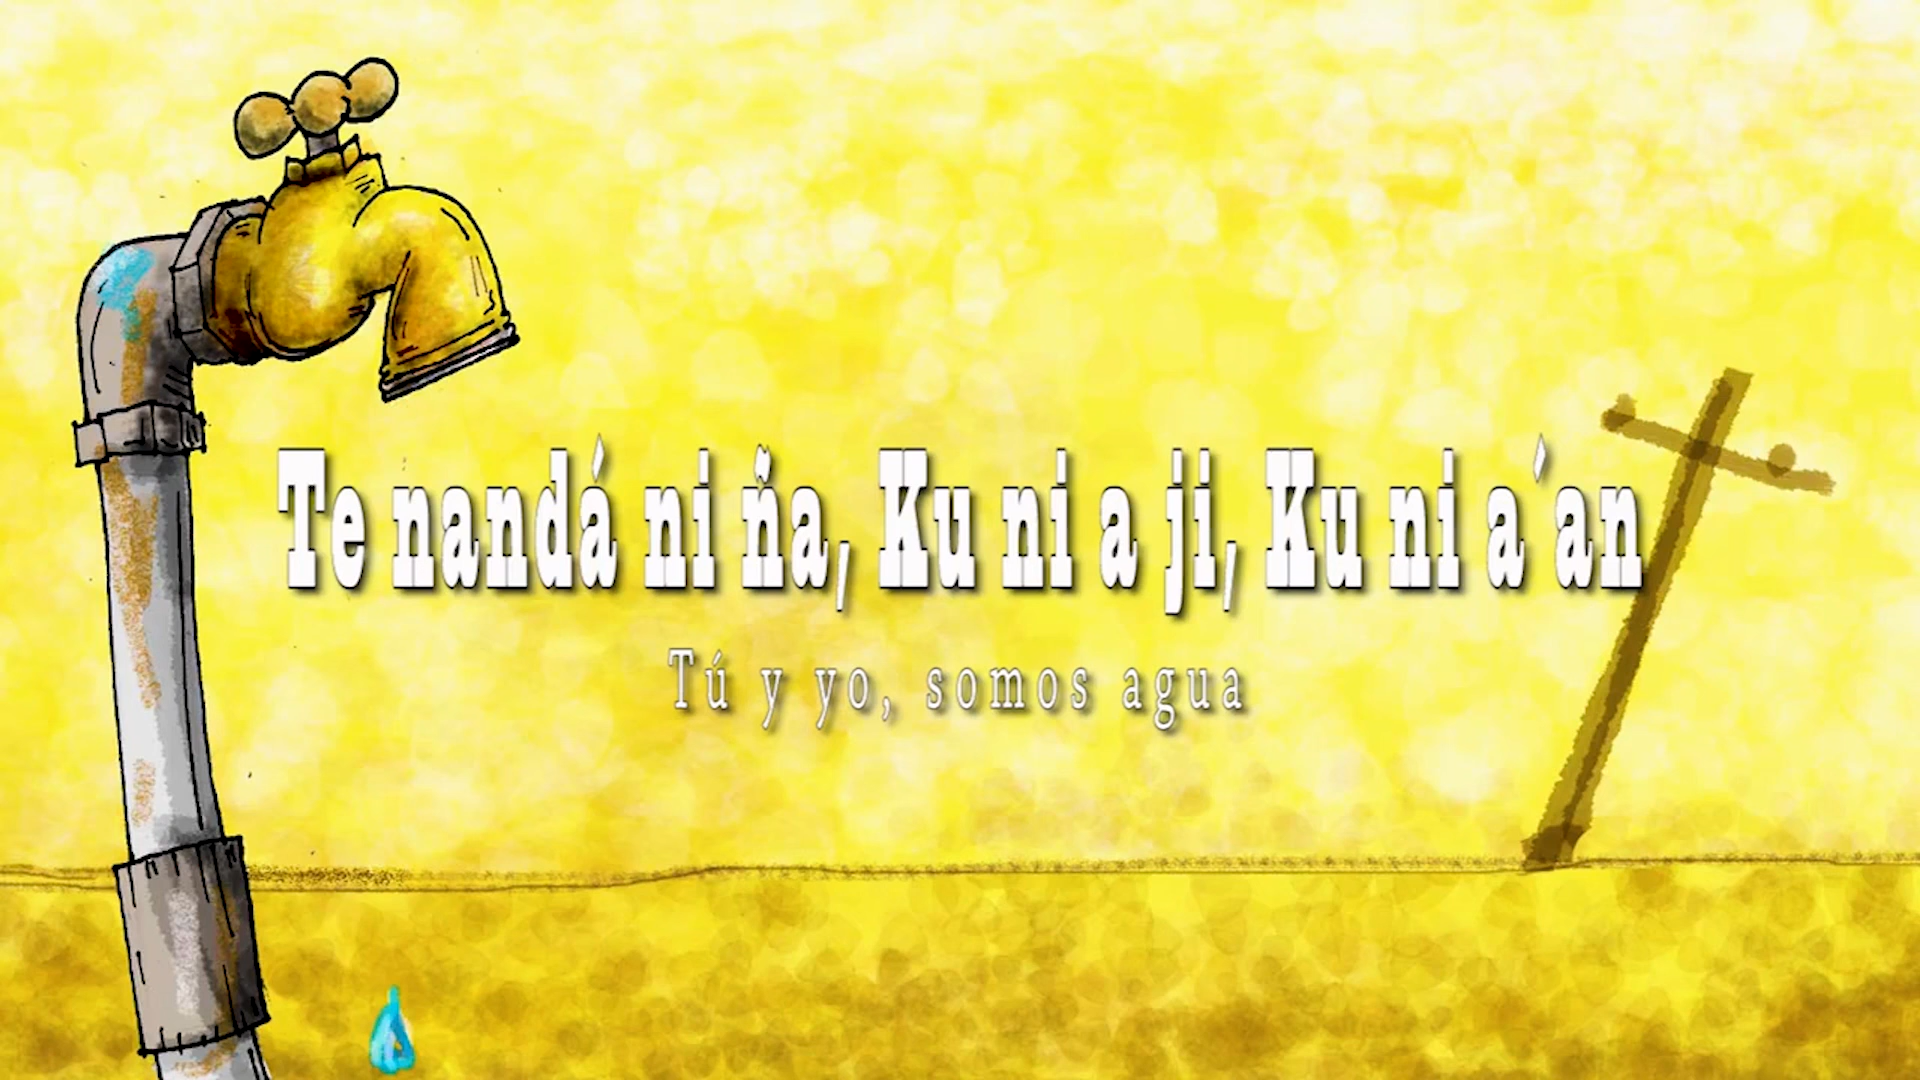 Te nandá ni ña, Ku ni a ji, Ku ni a´an
Tú y yo, somos agua